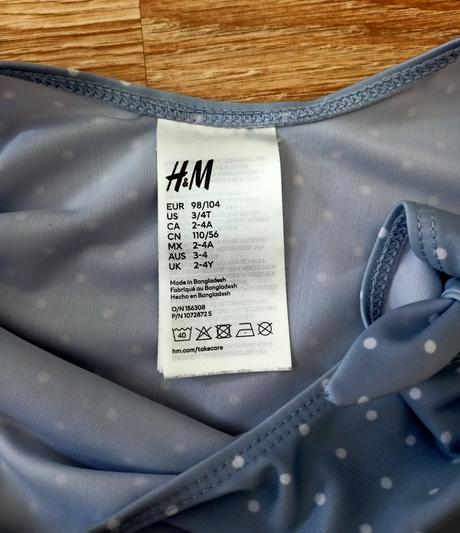 H&M
EUR 98/104
US 3/4T
CA 2-4A
CN 110/56
MX 2-4A
AUS 3-4
UK 2-4Y
Made in Bangladesh
Fabriqué au Bangladesh
Hecho en Bangladesh
O/N 156308
P/N 10728725
40
hm.com/takecare